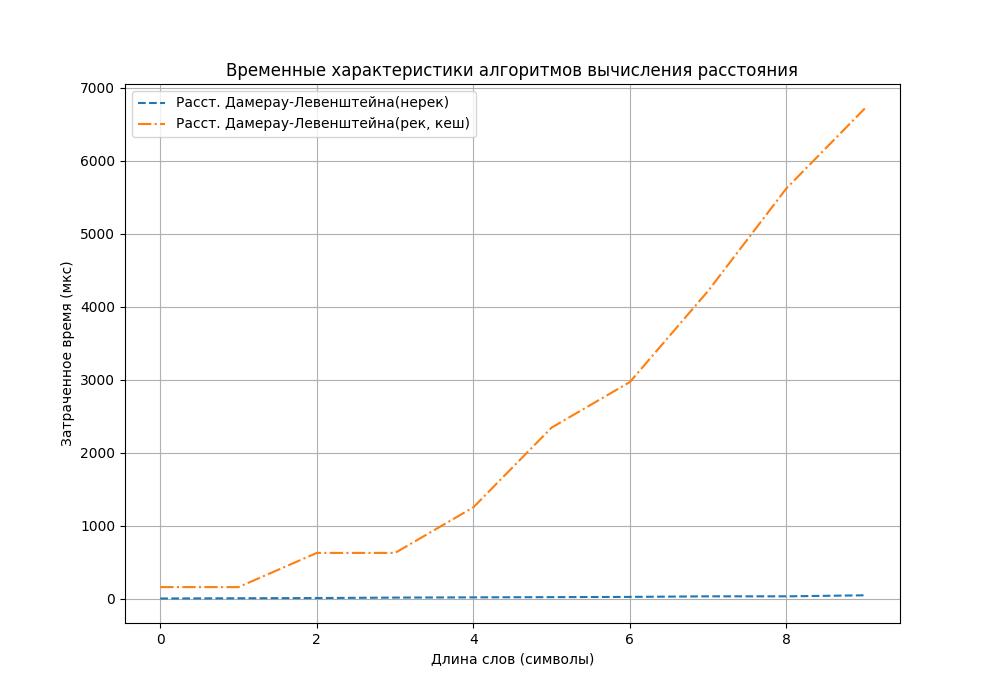 Временные характеристики алгоритмов вычисления расстояния
Расст. Дамерау-Левенштейна(нерек)
Расст. Дамерау-Левенштейна(рек, кеш)
7000
6000
5000
4000
3000
2000
1000
0
Затраченное время (мкс)
0 2 4 6 8
Длина слов (символы)